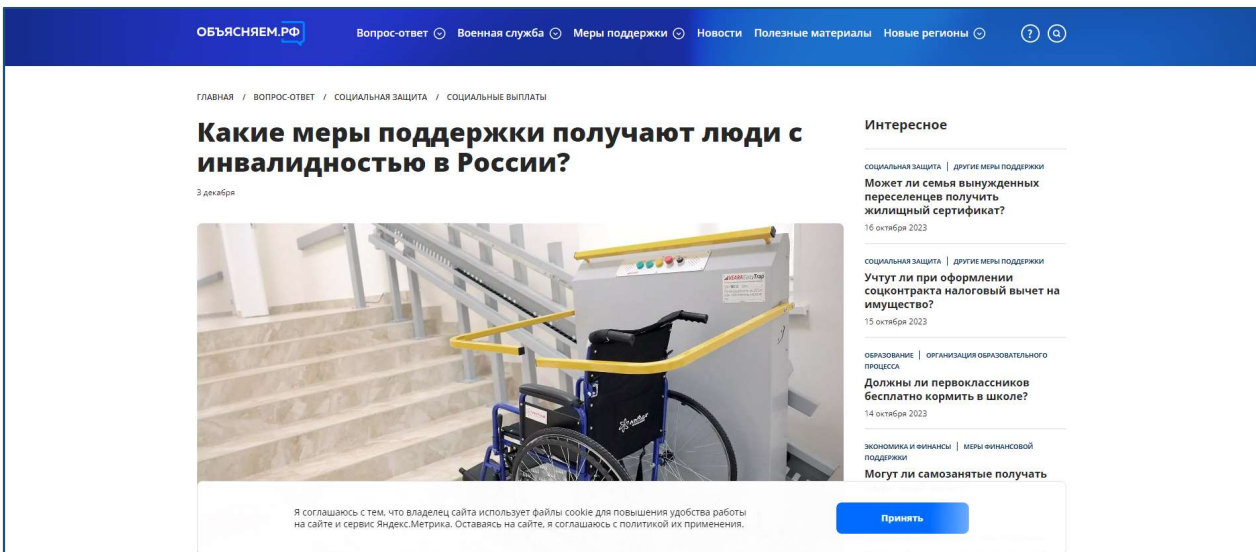 ОБЪЯСНЯЕМ.РФ
Вопрос-ответ Военная служба Меры поддержки Новости Полезные материалы Новые регионы
ГЛАВНАЯ / ВОПРОС-ОТВЕТ / СОЦИАЛЬНАЯ ЗАЩИТА / СОЦИАЛЬНЫЕ ВЫПЛАТЫ
Какие меры поддержки получают люди с
инвалидностью в России?
3 декабря
Интересное
СОЦИАЛЬНАЯ ЗАЩИТА | ДРУГИЕ МЕРЫ ПОДДЕРЖКИ
Может ли семья вынужденных
переселенцев получить
жилищный сертификат?
16 октября 2023
СОЦИАЛЬНАЯ ЗАЩИТА | ДРУГИЕ МЕРЫ ПОДДЕРЖКИ
Учтут ли при оформлении
соцконтракта налоговый вычет на
имущество?
15 октября 2023
ОБРАЗОВАНИЕ | ОРГАНИЗАЦИЯ ОБРАЗОВАТЕЛЬНОГО
ПРОЦЕССА
Должны ли первоклассников
бесплатно кормить в школе?
14 октября 2023
ЭКОНОМИКА И ФИНАНСЫ | МЕРЫ ФИНАНСОВОЙ
ПОДДЕРЖКИ
Могут ли самозанятые получать
Я соглашаюсь с тем, что владелец сайта использует файлы cookie для повышения удобства работы
на сайте и сервис Яндекс.Метрика. Оставаясь на сайте, я соглашаюсь с политикой их применения.
Принять